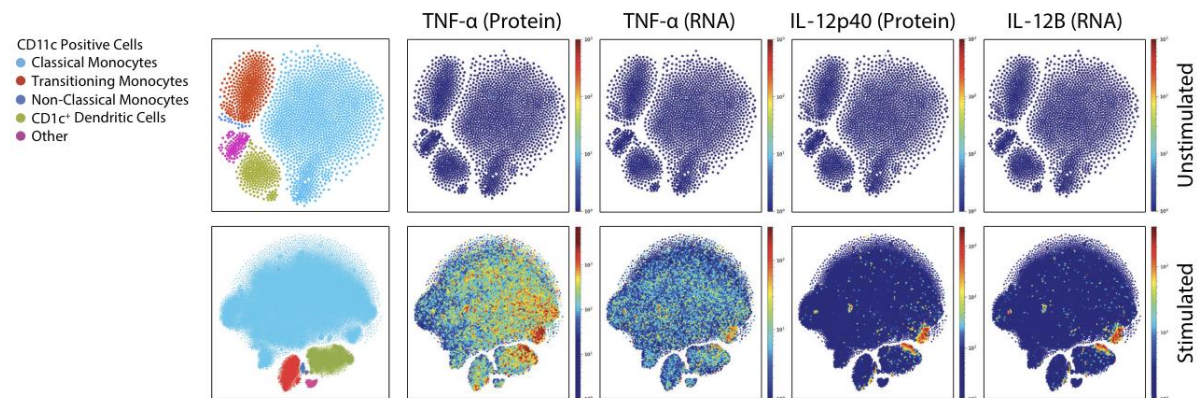 TNF-α (Protein)
TNF-α (RNA)
IL-12p40 (Protein)
IL-12B (RNA)
CD11c Positive Cells
Classical Monocytes
Transitioning Monocytes
Non-Classical Monocytes
CD1c⁺ Dendritic Cells
Other
Unstimulated
Stimulated